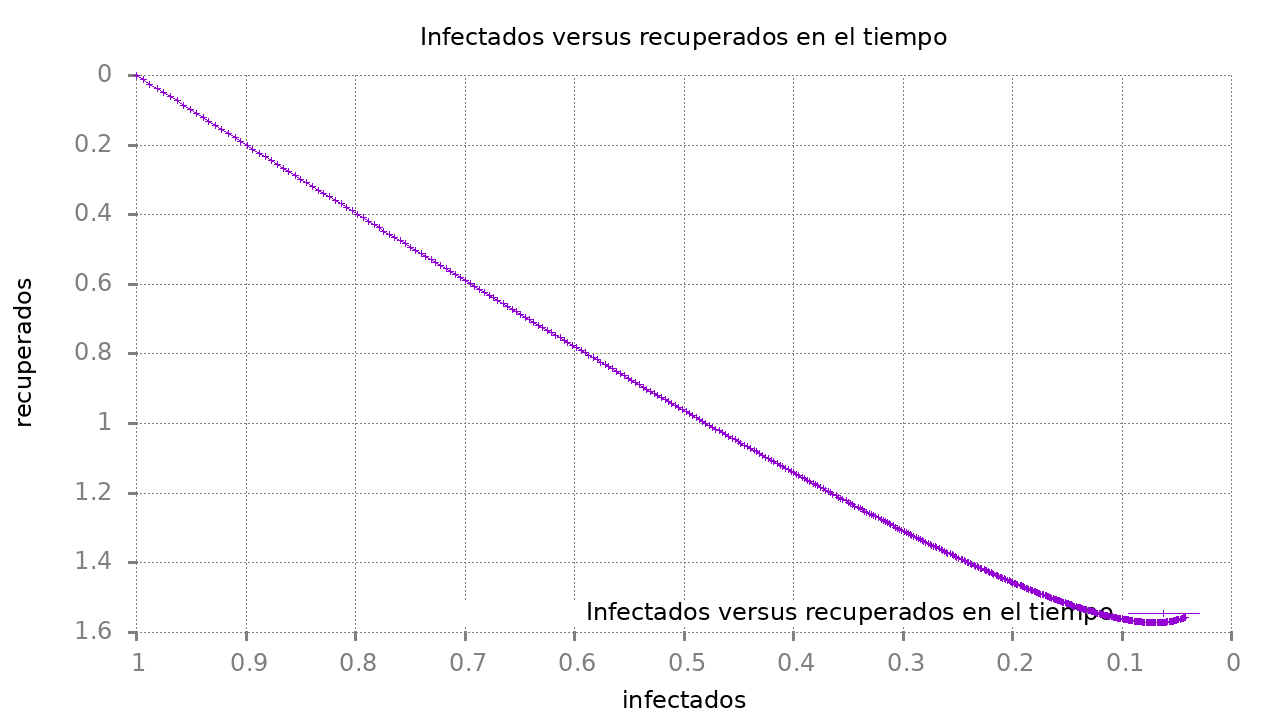 Infectados versus recuperados en el tiempo
0
0.2
0.4
0.6
0.8
1
1.2
1.4
1.6
recuperados
Infectados versus recuperados en el tiempo
1 0.9 0.8 0.7 0.6 0.5 0.4 0.3 0.2 0.1 0
infectados